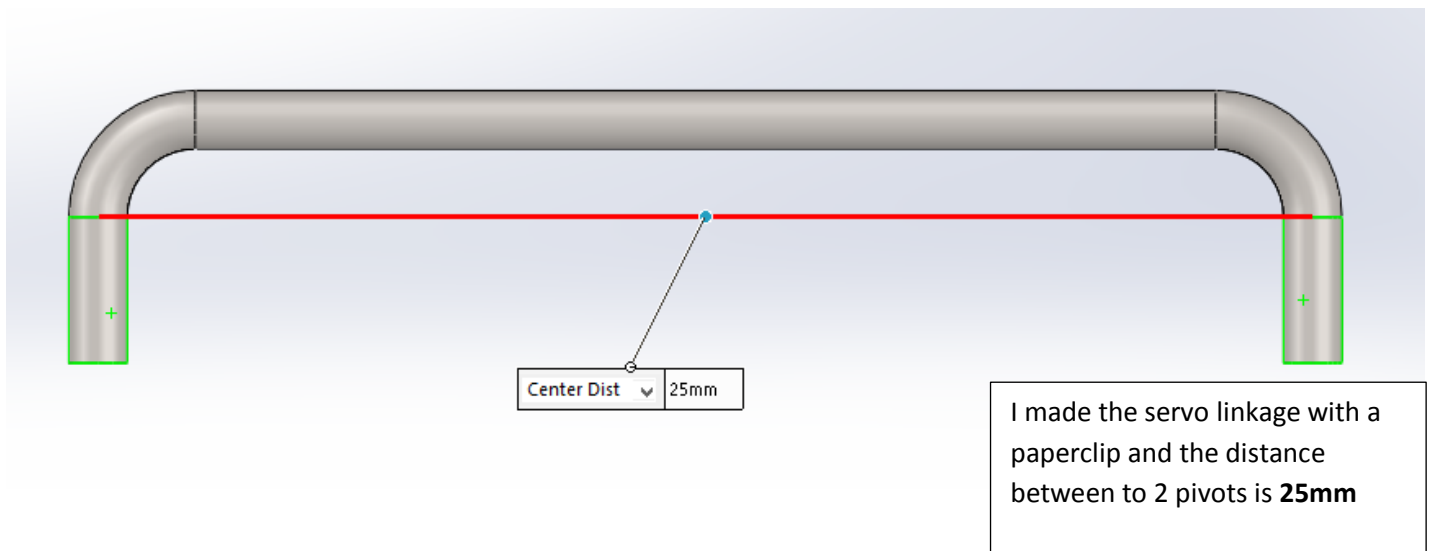 Center Dist 25mm
I made the servo linkage with a
paperclip and the distance
between to 2 pivots is 25mm